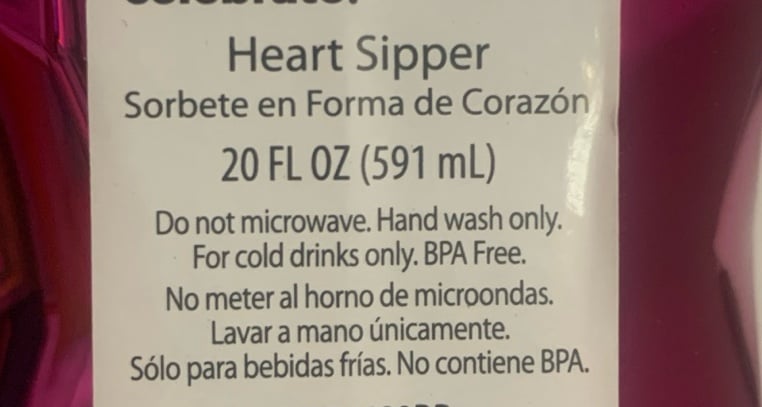 celebrate.
Heart Sipper
Sorbete en Forma de Corazón
20 FL OZ (591 mL)
Do not microwave. Hand wash only.
For cold drinks only. BPA Free.
No meter al horno de microondas.
Lavar a mano únicamente.
Sólo para bebidas frías. No contiene BPA.